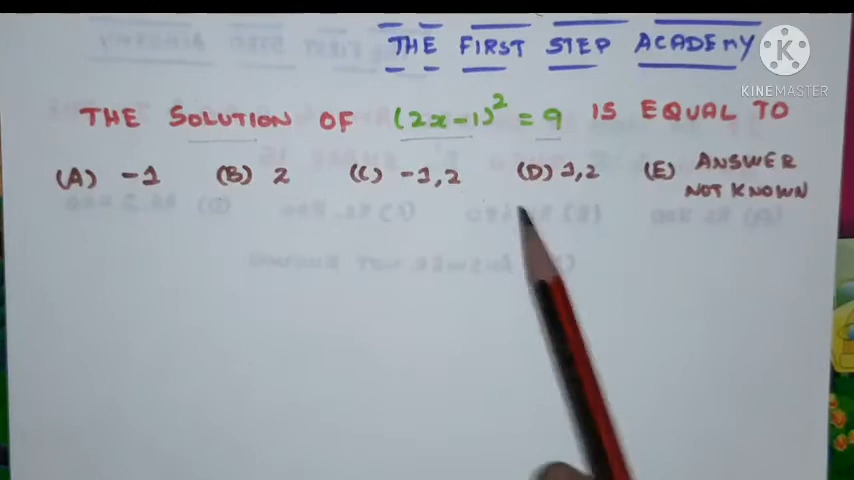 THE FIRST STEP ACADEMY
K
KINEMASTER
THE SOLUTION OF (2x-1)² = 9 IS EQUAL TO
(A) -1 (B) 2 (C) -1,2 (D) 1,2 (E) ANSWER
NOT KNOWN